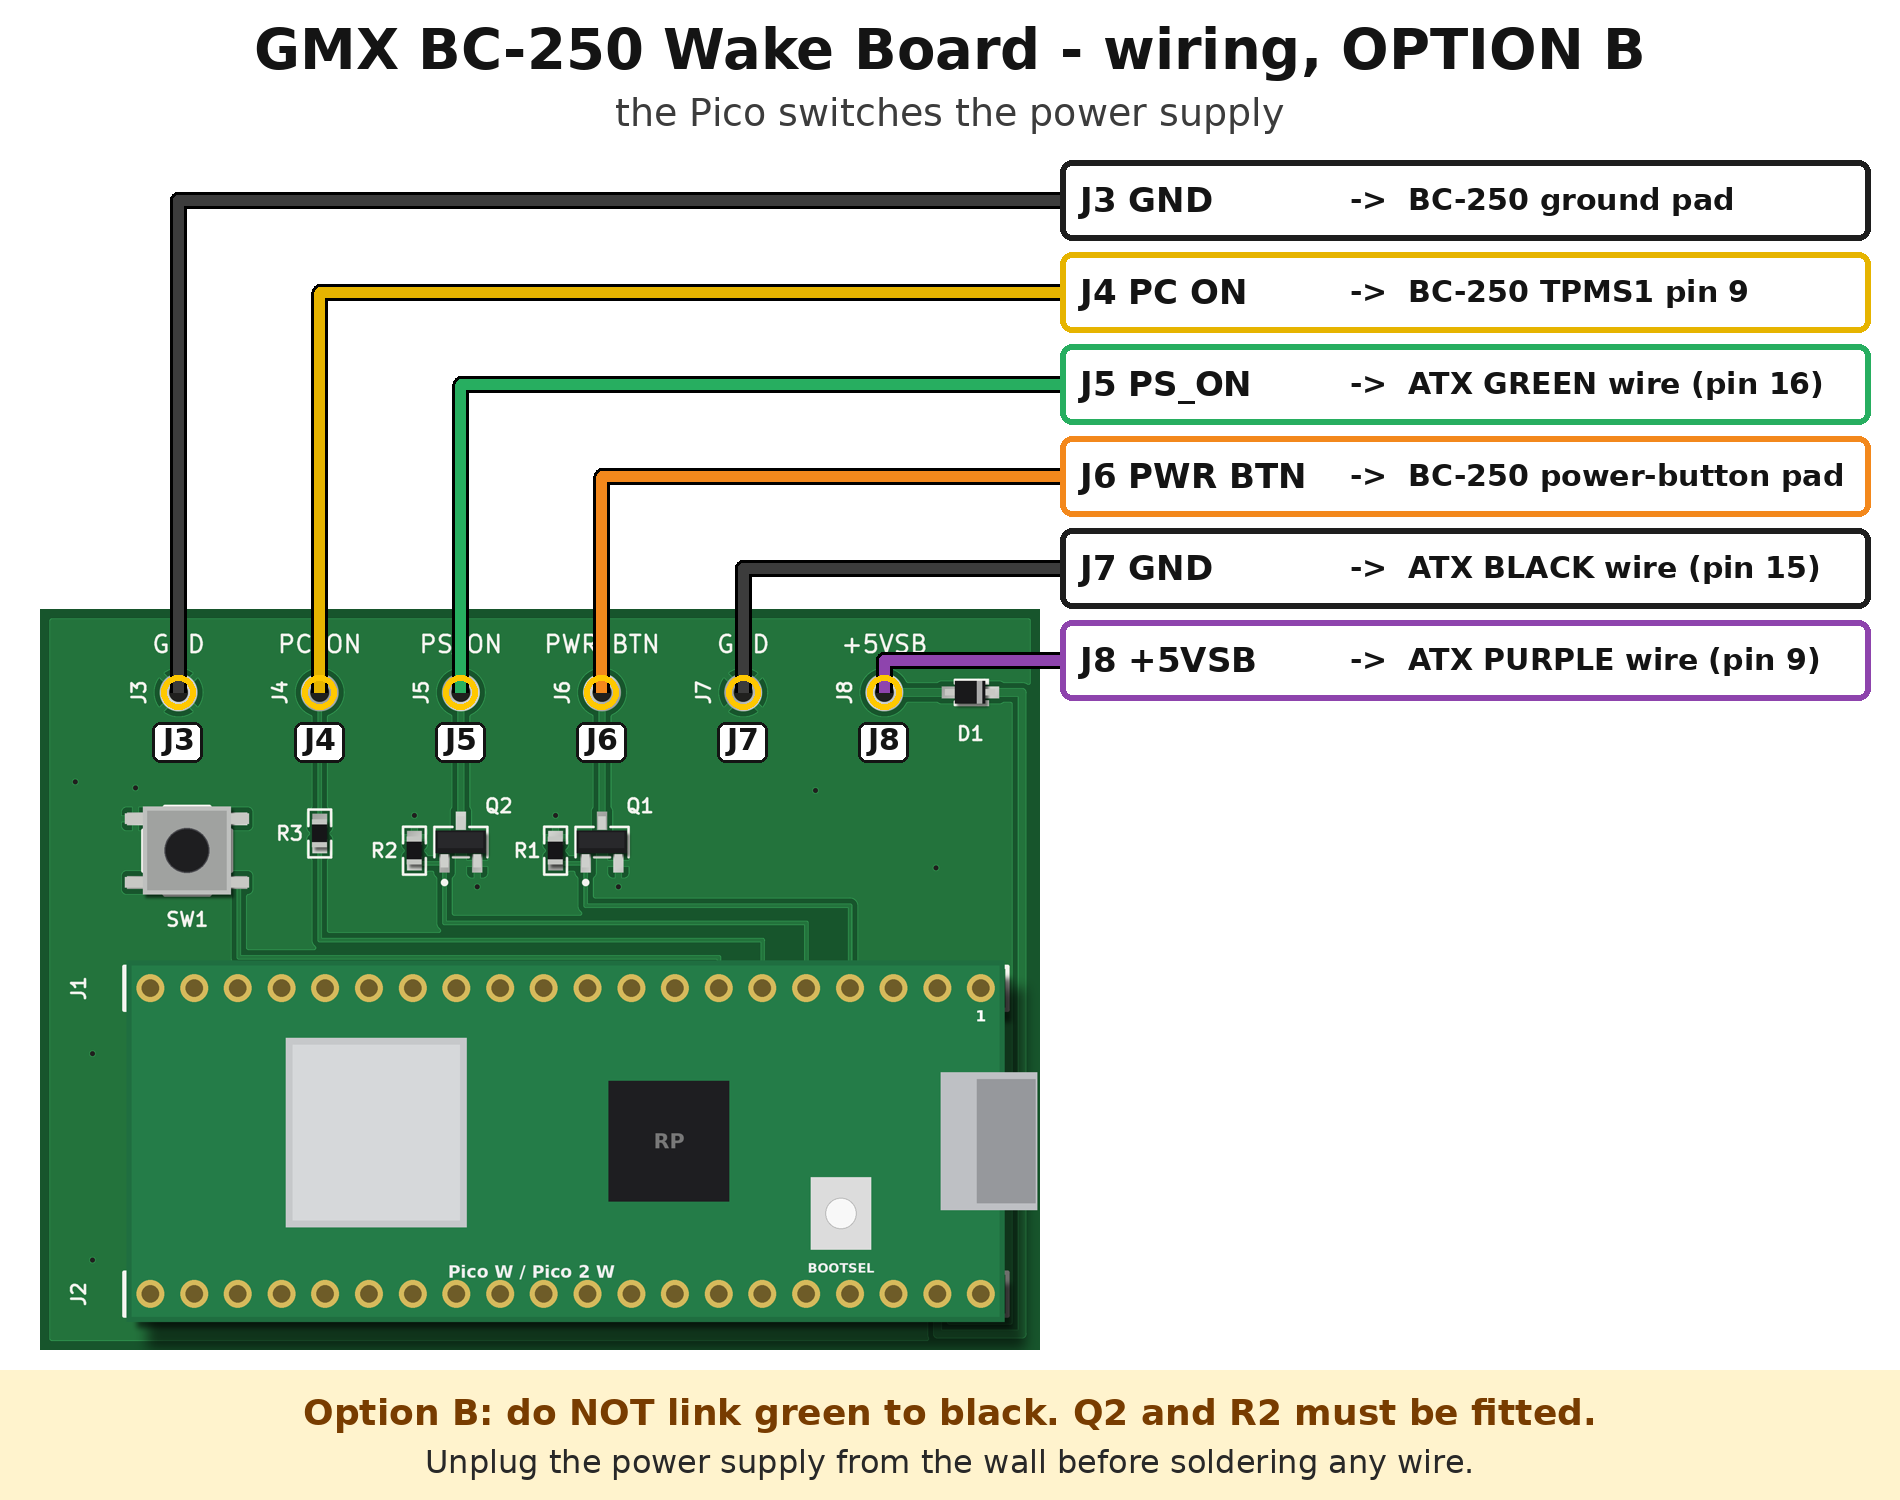 GMX BC-250 Wake Board - wiring, OPTION B
the Pico switches the power supply
J3 GND -> BC-250 ground pad
J4 PC ON -> BC-250 TPMS1 pin 9
J5 PS_ON -> ATX GREEN wire (pin 16)
J6 PWR BTN -> BC-250 power-button pad
J7 GND -> ATX BLACK wire (pin 15)
J8 +5VSB -> ATX PURPLE wire (pin 9)
+5VSB
J3 J4 J5 J6 J7 J8
D1
J3 J4 J5 J6 J7 J8
Q2 Q1
R3 R2 R1
SW1
J1
1
RP
BOOTSEL
Pico W / Pico 2 W
J2
Option B: do NOT link green to black. Q2 and R2 must be fitted.
Unplug the power supply from the wall before soldering any wire.